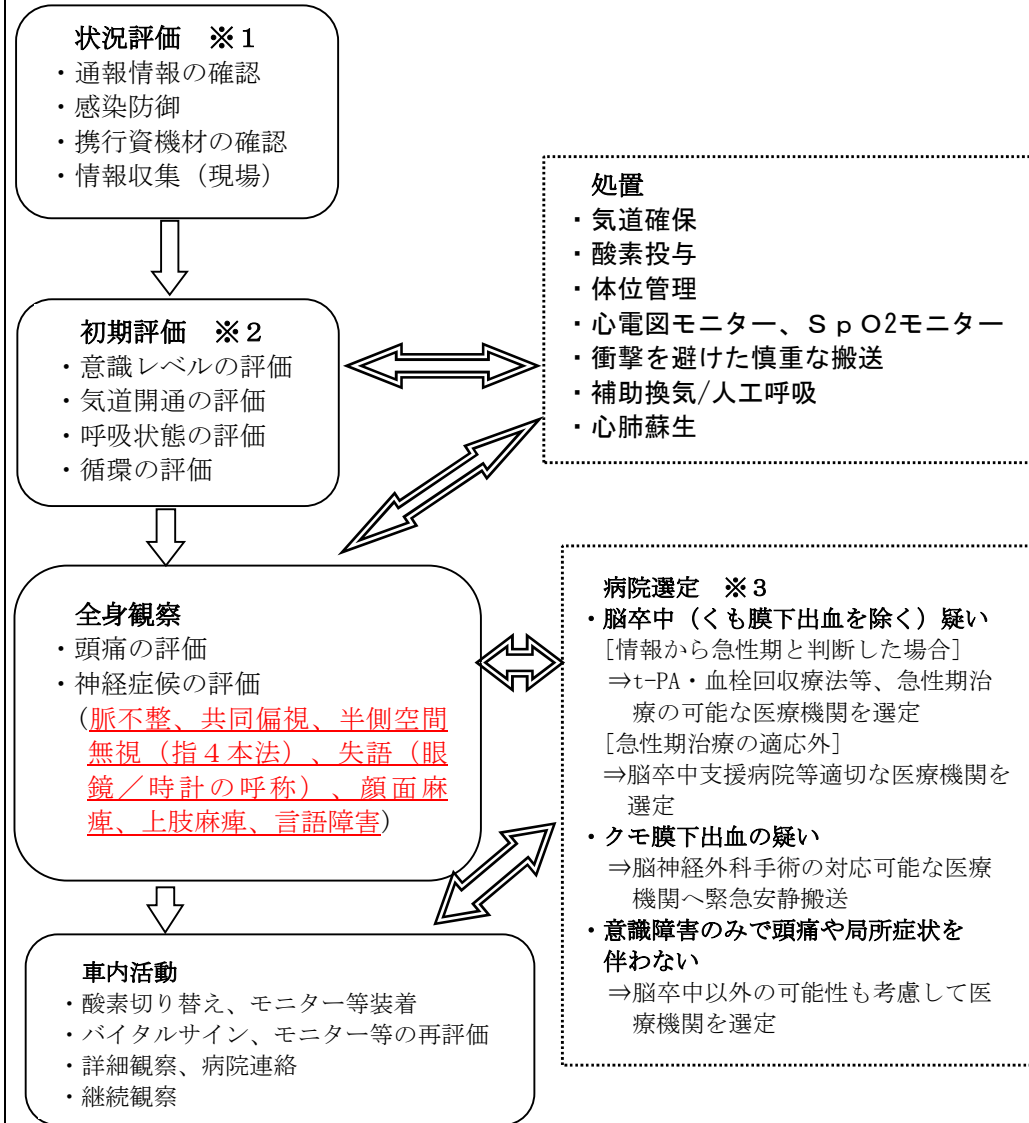 状況評価　※１
・通報情報の確認
・感染防御
・携行資機材の確認
・情報収集（現場）
処置
・気道確保
・酸素投与
・体位管理
・心電図モニター、ＳｐＯ2モニター
・衝撃を避けた慎重な搬送
・補助換気/人工呼吸
・心肺蘇生
初期評価　※２
・意識レベルの評価
・気道開通の評価
・呼吸状態の評価
・循環の評価
全身観察
・頭痛の評価
・神経症候の評価
（脈不整、共同偏視、半側空間
無視（指４本法）、失語（眼
鏡／時計の呼称）、顔面麻
痺、上肢麻痺、言語障害）
病院選定　※３
・脳卒中（くも膜下出血を除く）疑い
［情報から急性期と判断した場合］
⇒t-PA・血栓回収療法等、急性期治
療の可能な医療機関を選定
［急性期治療の適応外］
⇒脳卒中支援病院等適切な医療機関を
選定
・クモ膜下出血の疑い
⇒脳神経外科手術の対応可能な医療
機関へ緊急安静搬送
・意識障害のみで頭痛や局所症状を
伴わない
⇒脳卒中以外の可能性も考慮して医
療機関を選定
車内活動
・酸素切り替え、モニター等装着
・バイタルサイン、モニター等の再評価
・詳細観察、病院連絡
・継続観察